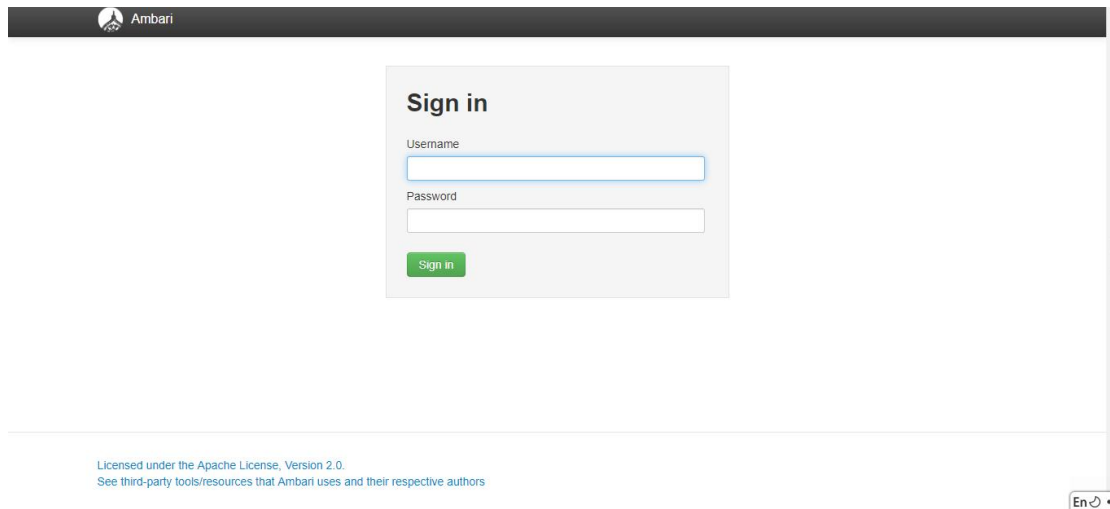 Ambari
Sign in
Username
Password
Sign in
Licensed under the Apache License, Version 2.0.
See third-party tools/resources that Ambari uses and their respective authors
En